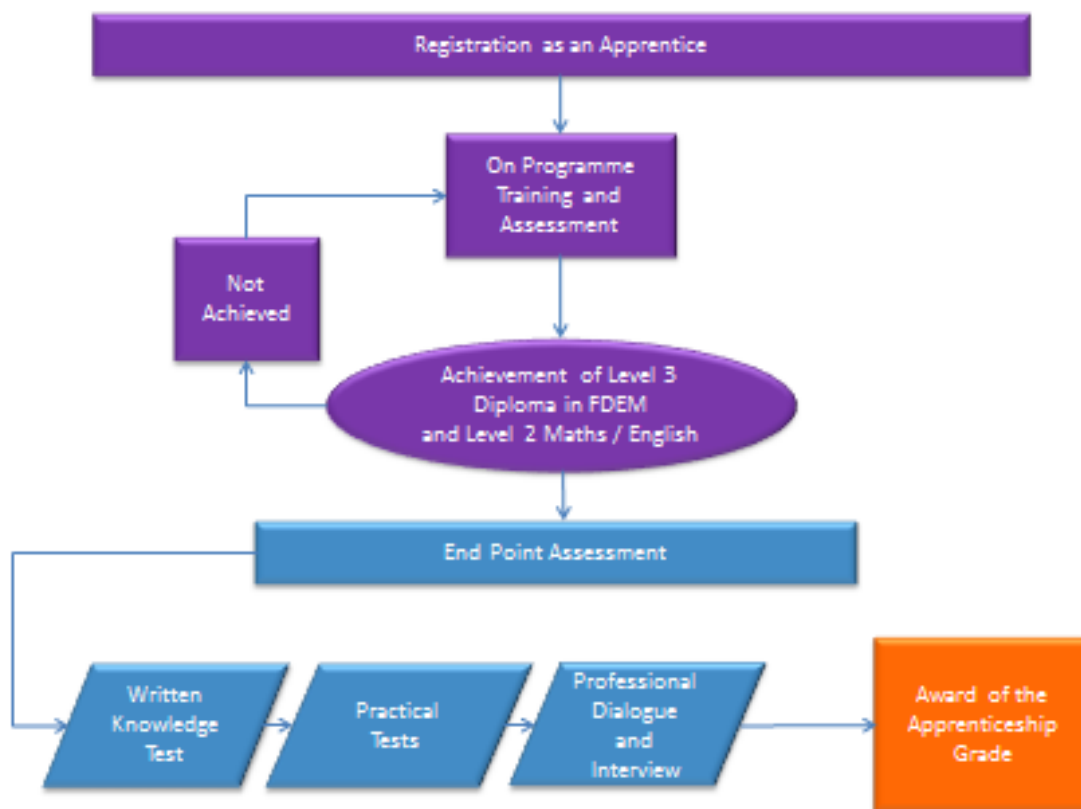 Registration as an Apprentice
On Programme
Training and
Assessment
Not
Achieved
Achievement of Level 3
Diploma in FDEM
and Level 2 Maths / English
End Point Assessment
Written
Knowledge
Test
Practical
Tests
Professional
Dialogue
and
Interview
Award of the
Apprenticeship
Grade